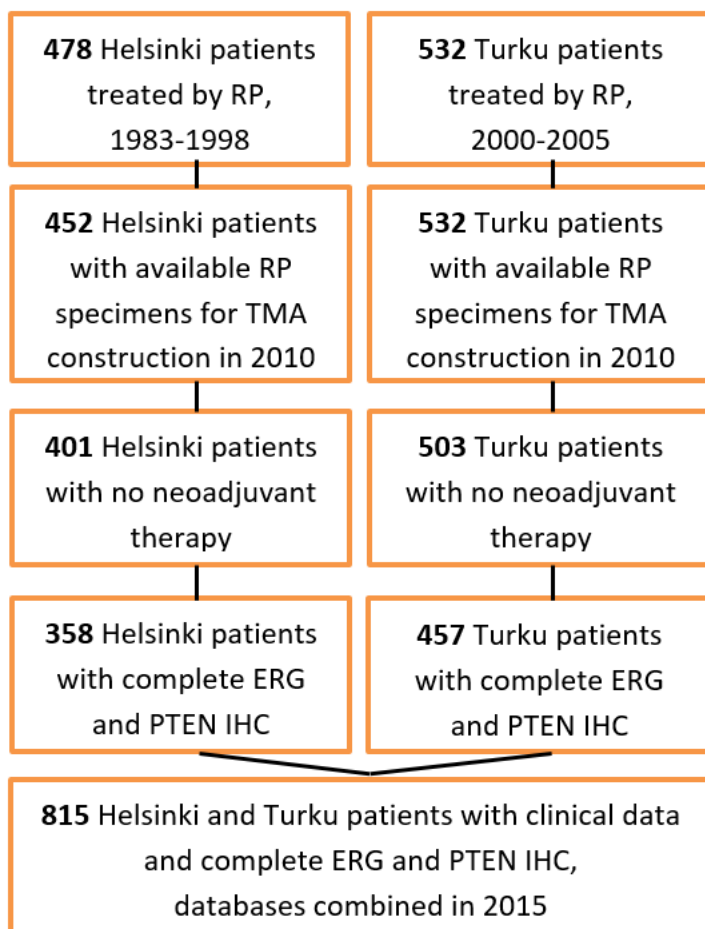 478 Helsinki patients
treated by RP,
1983-1998
532 Turku patients
treated by RP,
2000-2005
452 Helsinki patients
with available RP
specimens for TMA
construction in 2010
532 Turku patients
with available RP
specimens for TMA
construction in 2010
401 Helsinki patients
with no neoadjuvant
therapy
503 Turku patients
with no neoadjuvant
therapy
358 Helsinki patients
with complete ERG
and PTEN IHC
457 Turku patients
with complete ERG
and PTEN IHC
815 Helsinki and Turku patients with clinical data
and complete ERG and PTEN IHC,
databases combined in 2015